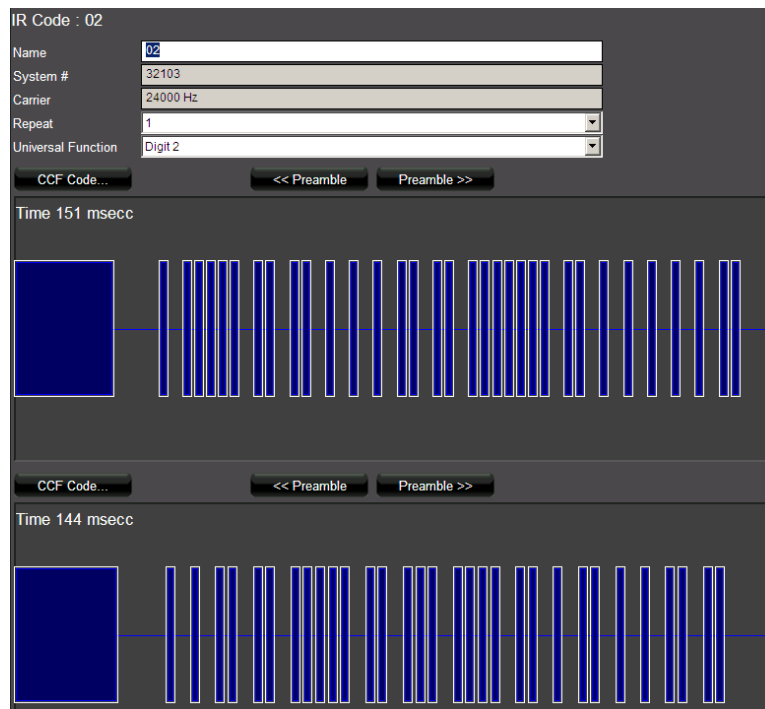 IR Code : 02
Name 02
System # 32103
Carrier 24000 Hz
Repeat 1
Universal Function Digit 2
CCF Code... << Preamble Preamble >>
Time 151 msecc
CCF Code... << Preamble Preamble >>
Time 144 msecc